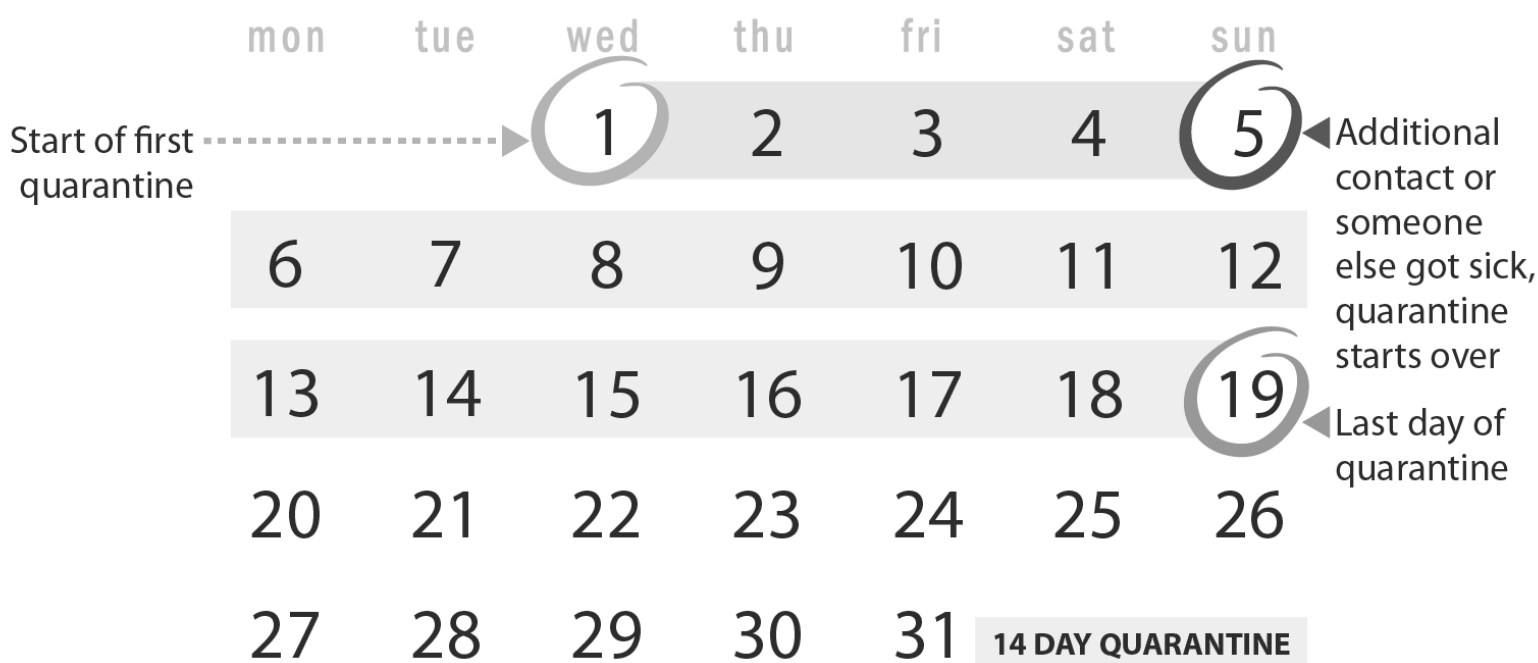 mon tue wed thu fri sat sun
Start of first
quarantine
1 2 3 4 5
Additional
contact or
someone
else got sick,
quarantine
starts over
6 7 8 9 10 11 12
13 14 15 16 17 18 19
Last day of
quarantine
20 21 22 23 24 25 26
27 28 29 30 31
14 DAY QUARANTINE